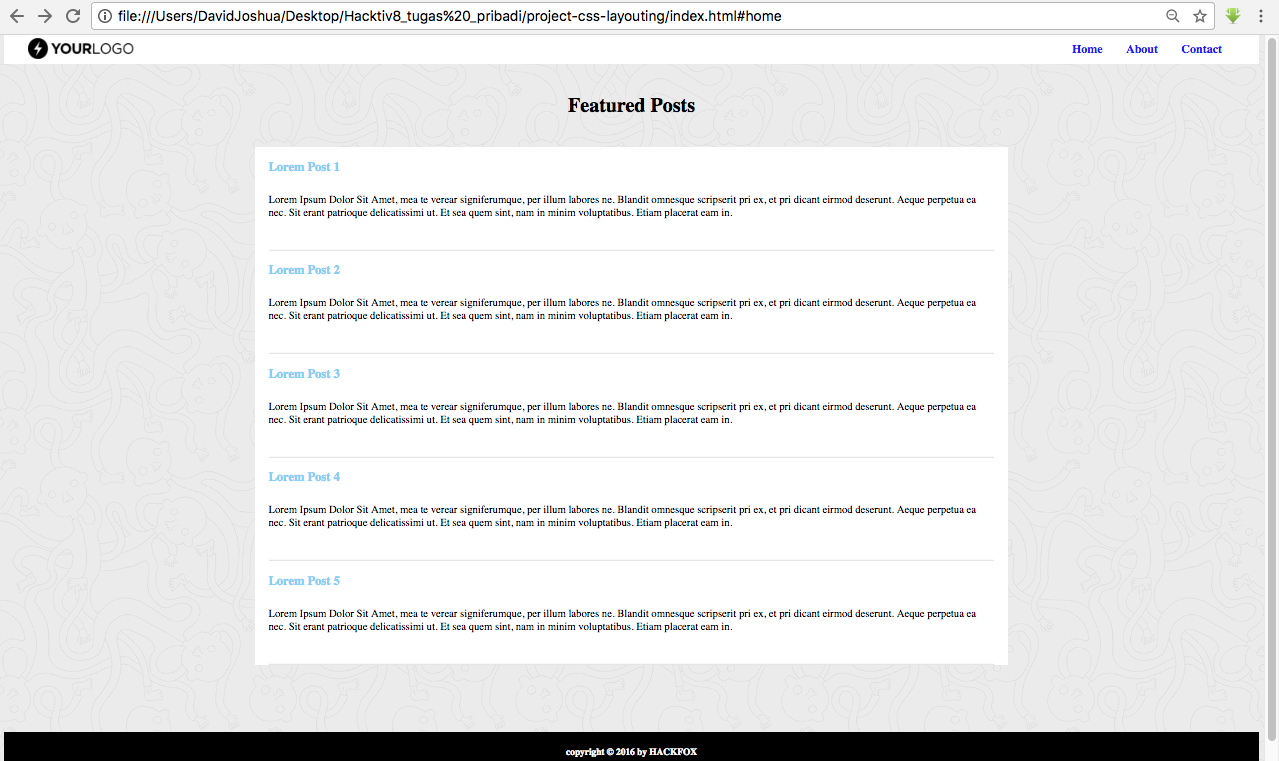 file:///Users/DavidJoshua/Desktop/Hacktiv8_tugas%20_pribadi/project-css-layouting/index.html#home
YOURLOGO Home About Contact
Featured Posts
Lorem Post 1
Lorem Ipsum Dolor Sit Amet, mea te verear signiferumque, per illum labores ne. Blandit omnesque scripserit pri ex, et pri dicant eirmod deserunt. Aeque perpetua ea
nec. Sit erant patrioque delicatissimi ut. Et sea quem sint, nam in minim voluptatibus. Etiam placerat eam in.
Lorem Post 2
Lorem Ipsum Dolor Sit Amet, mea te verear signiferumque, per illum labores ne. Blandit omnesque scripserit pri ex, et pri dicant eirmod deserunt. Aeque perpetua ea
nec. Sit erant patrioque delicatissimi ut. Et sea quem sint, nam in minim voluptatibus. Etiam placerat eam in.
Lorem Post 3
Lorem Ipsum Dolor Sit Amet, mea te verear signiferumque, per illum labores ne. Blandit omnesque scripserit pri ex, et pri dicant eirmod deserunt. Aeque perpetua ea
nec. Sit erant patrioque delicatissimi ut. Et sea quem sint, nam in minim voluptatibus. Etiam placerat eam in.
Lorem Post 4
Lorem Ipsum Dolor Sit Amet, mea te verear signiferumque, per illum labores ne. Blandit omnesque scripserit pri ex, et pri dicant eirmod deserunt. Aeque perpetua ea
nec. Sit erant patrioque delicatissimi ut. Et sea quem sint, nam in minim voluptatibus. Etiam placerat eam in.
Lorem Post 5
Lorem Ipsum Dolor Sit Amet, mea te verear signiferumque, per illum labores ne. Blandit omnesque scripserit pri ex, et pri dicant eirmod deserunt. Aeque perpetua ea
nec. Sit erant patrioque delicatissimi ut. Et sea quem sint, nam in minim voluptatibus. Etiam placerat eam in.
copyright © 2016 by HACKFOX